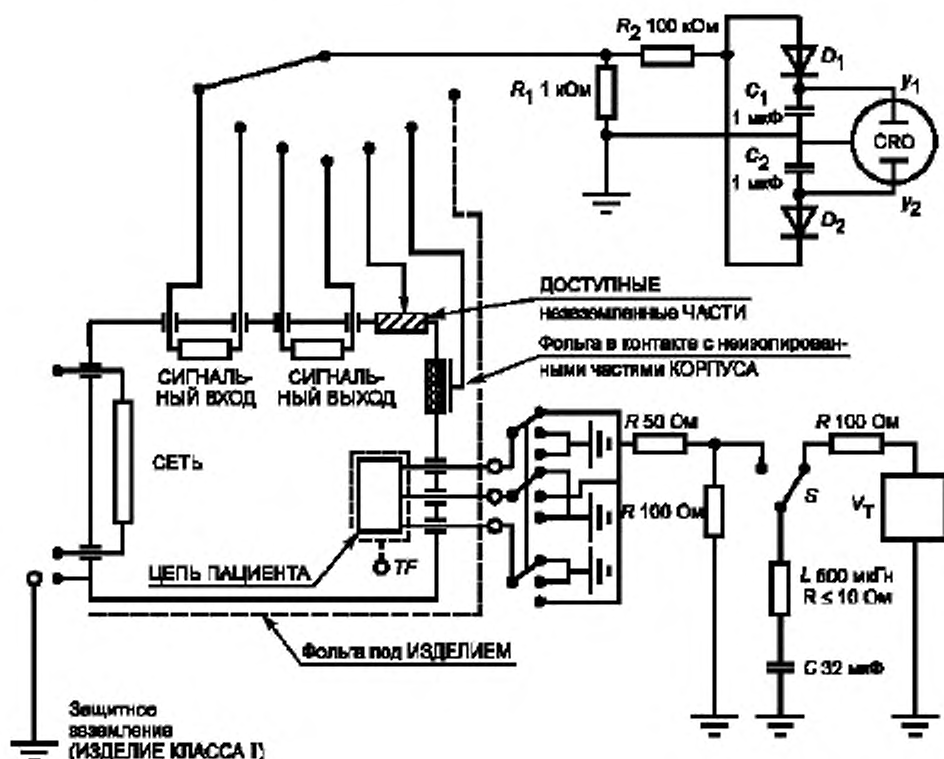 R2 100 кОм
D1
R1 1 кОм
C1
1 мкФ
y1
CRO
C2
1 мкФ
y2
D2
ДОСТУПНЫЕ
незаземленные ЧАСТИ
Фольга в контакте с неизолирован-
ными частями КОРПУСА
СИГНАЛЬ-
НЫЙ ВХОД
СИГНАЛЬ-
НЫЙ ВЫХОД
СЕТЬ
R 50 Ом
R 100 Ом
S
R 100 Ом
VT
ЦЕПЬ ПАЦИЕНТА
TF
L 500 мкГн
R ≤ 10 Ом
Фольга под ИЗДЕЛИЕМ
C 32 мкФ
Защитное
заземление
(ИЗДЕЛИЕ КЛАССА I)